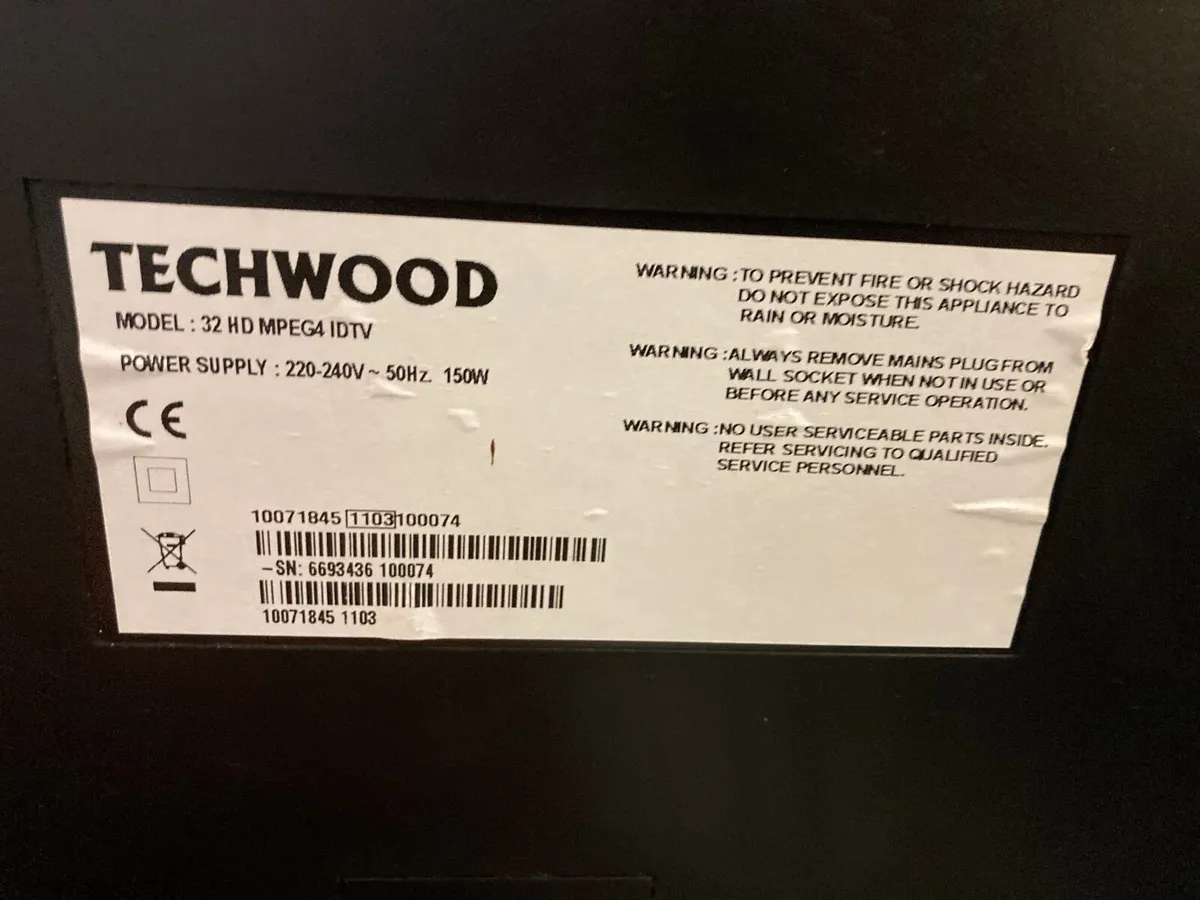 TECHWOOD
MODEL : 32 HD MPEG4 IDTV
POWER SUPPLY : 220-240V ~ 50Hz. 150W
CE
10071845 1103 100074
-SN: 6693436 100074
10071845 1103
WARNING : TO PREVENT FIRE OR SHOCK HAZARD
DO NOT EXPOSE THIS APPLIANCE TO
RAIN OR MOISTURE.
WARNING : ALWAYS REMOVE MAINS PLUG FROM
WALL SOCKET WHEN NOT IN USE OR
BEFORE ANY SERVICE OPERATION.
WARNING : NO USER SERVICEABLE PARTS INSIDE.
REFER SERVICING TO QUALIFIED
SERVICE PERSONNEL.